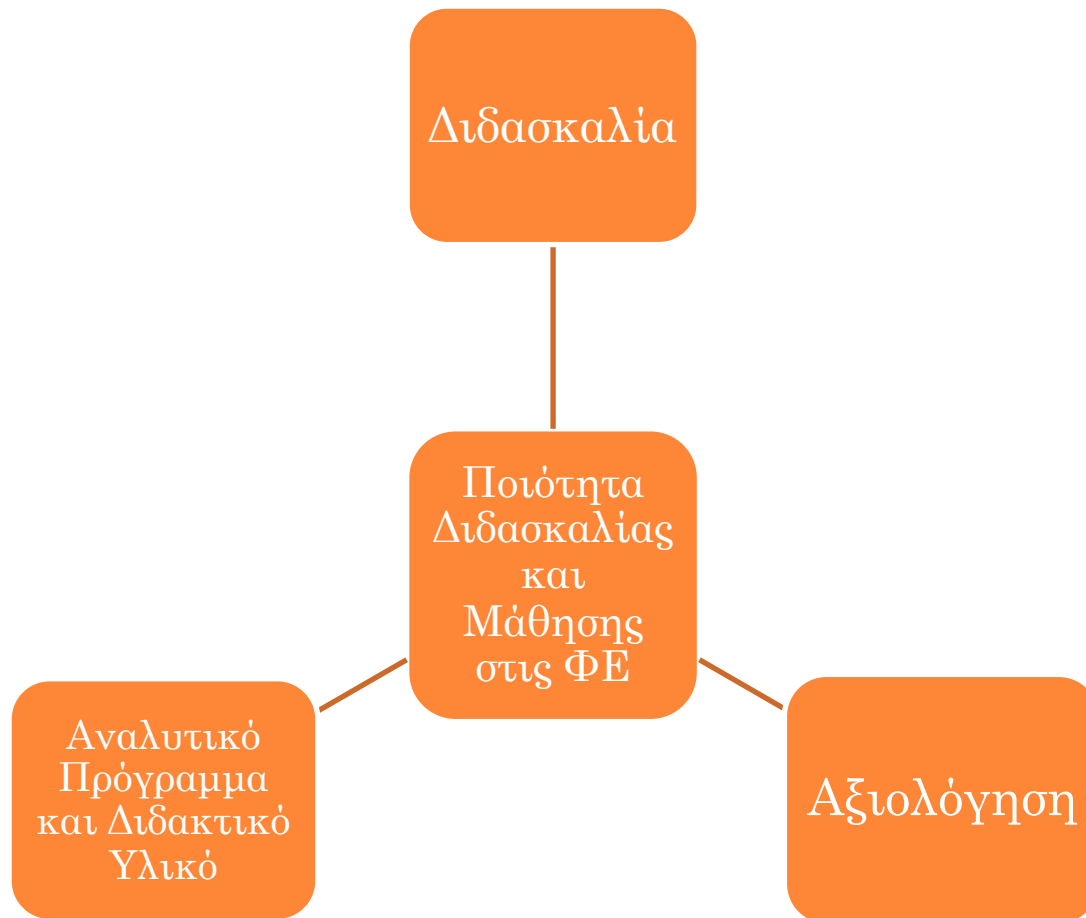 Διδασκαλία
Ποιότητα
Διδασκαλίας
και
Μάθησης
στις ΦΕ
Αναλυτικό
Πρόγραμμα
και Διδακτικό
Υλικό
Αξιολόγηση